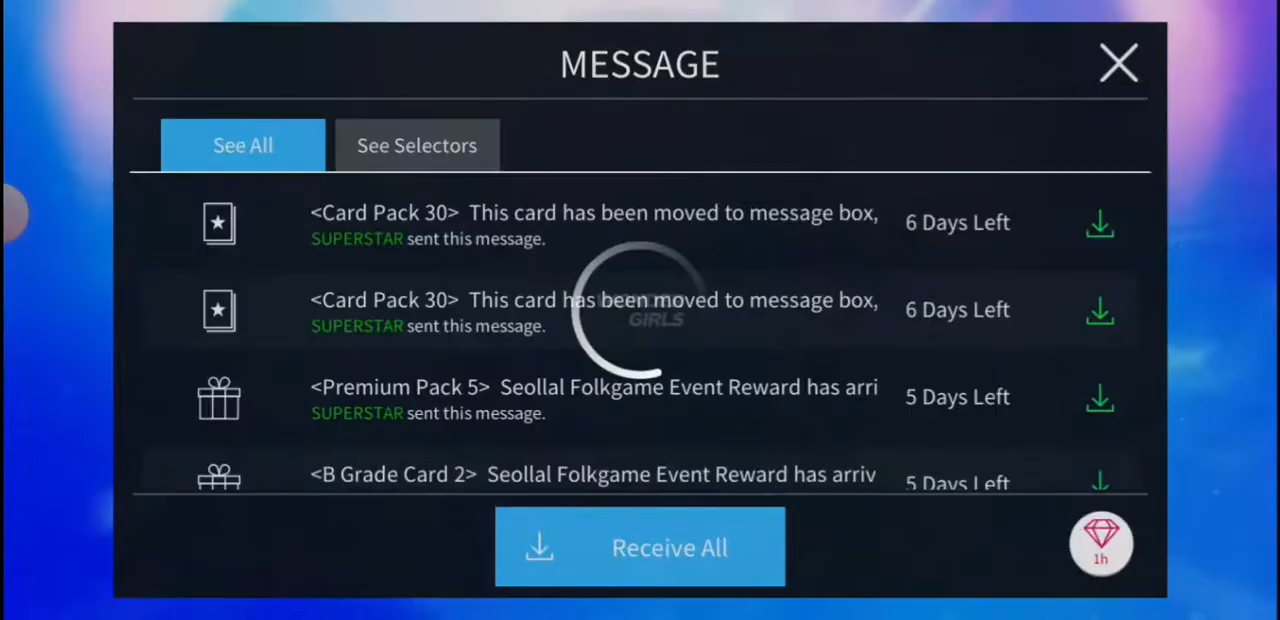 MESSAGE
See All
See Selectors
<Card Pack 30> This card has been moved to message box,
SUPERSTAR sent this message.
6 Days Left
<Card Pack 30> This card has been moved to message box,
SUPERSTAR sent this message.
6 Days Left
GIRLS
<Premium Pack 5> Seollal Folkgame Event Reward has arri
SUPERSTAR sent this message.
5 Days Left
<B Grade Card 2> Seollal Folkgame Event Reward has arriv
5 Days Left
Receive All
1h